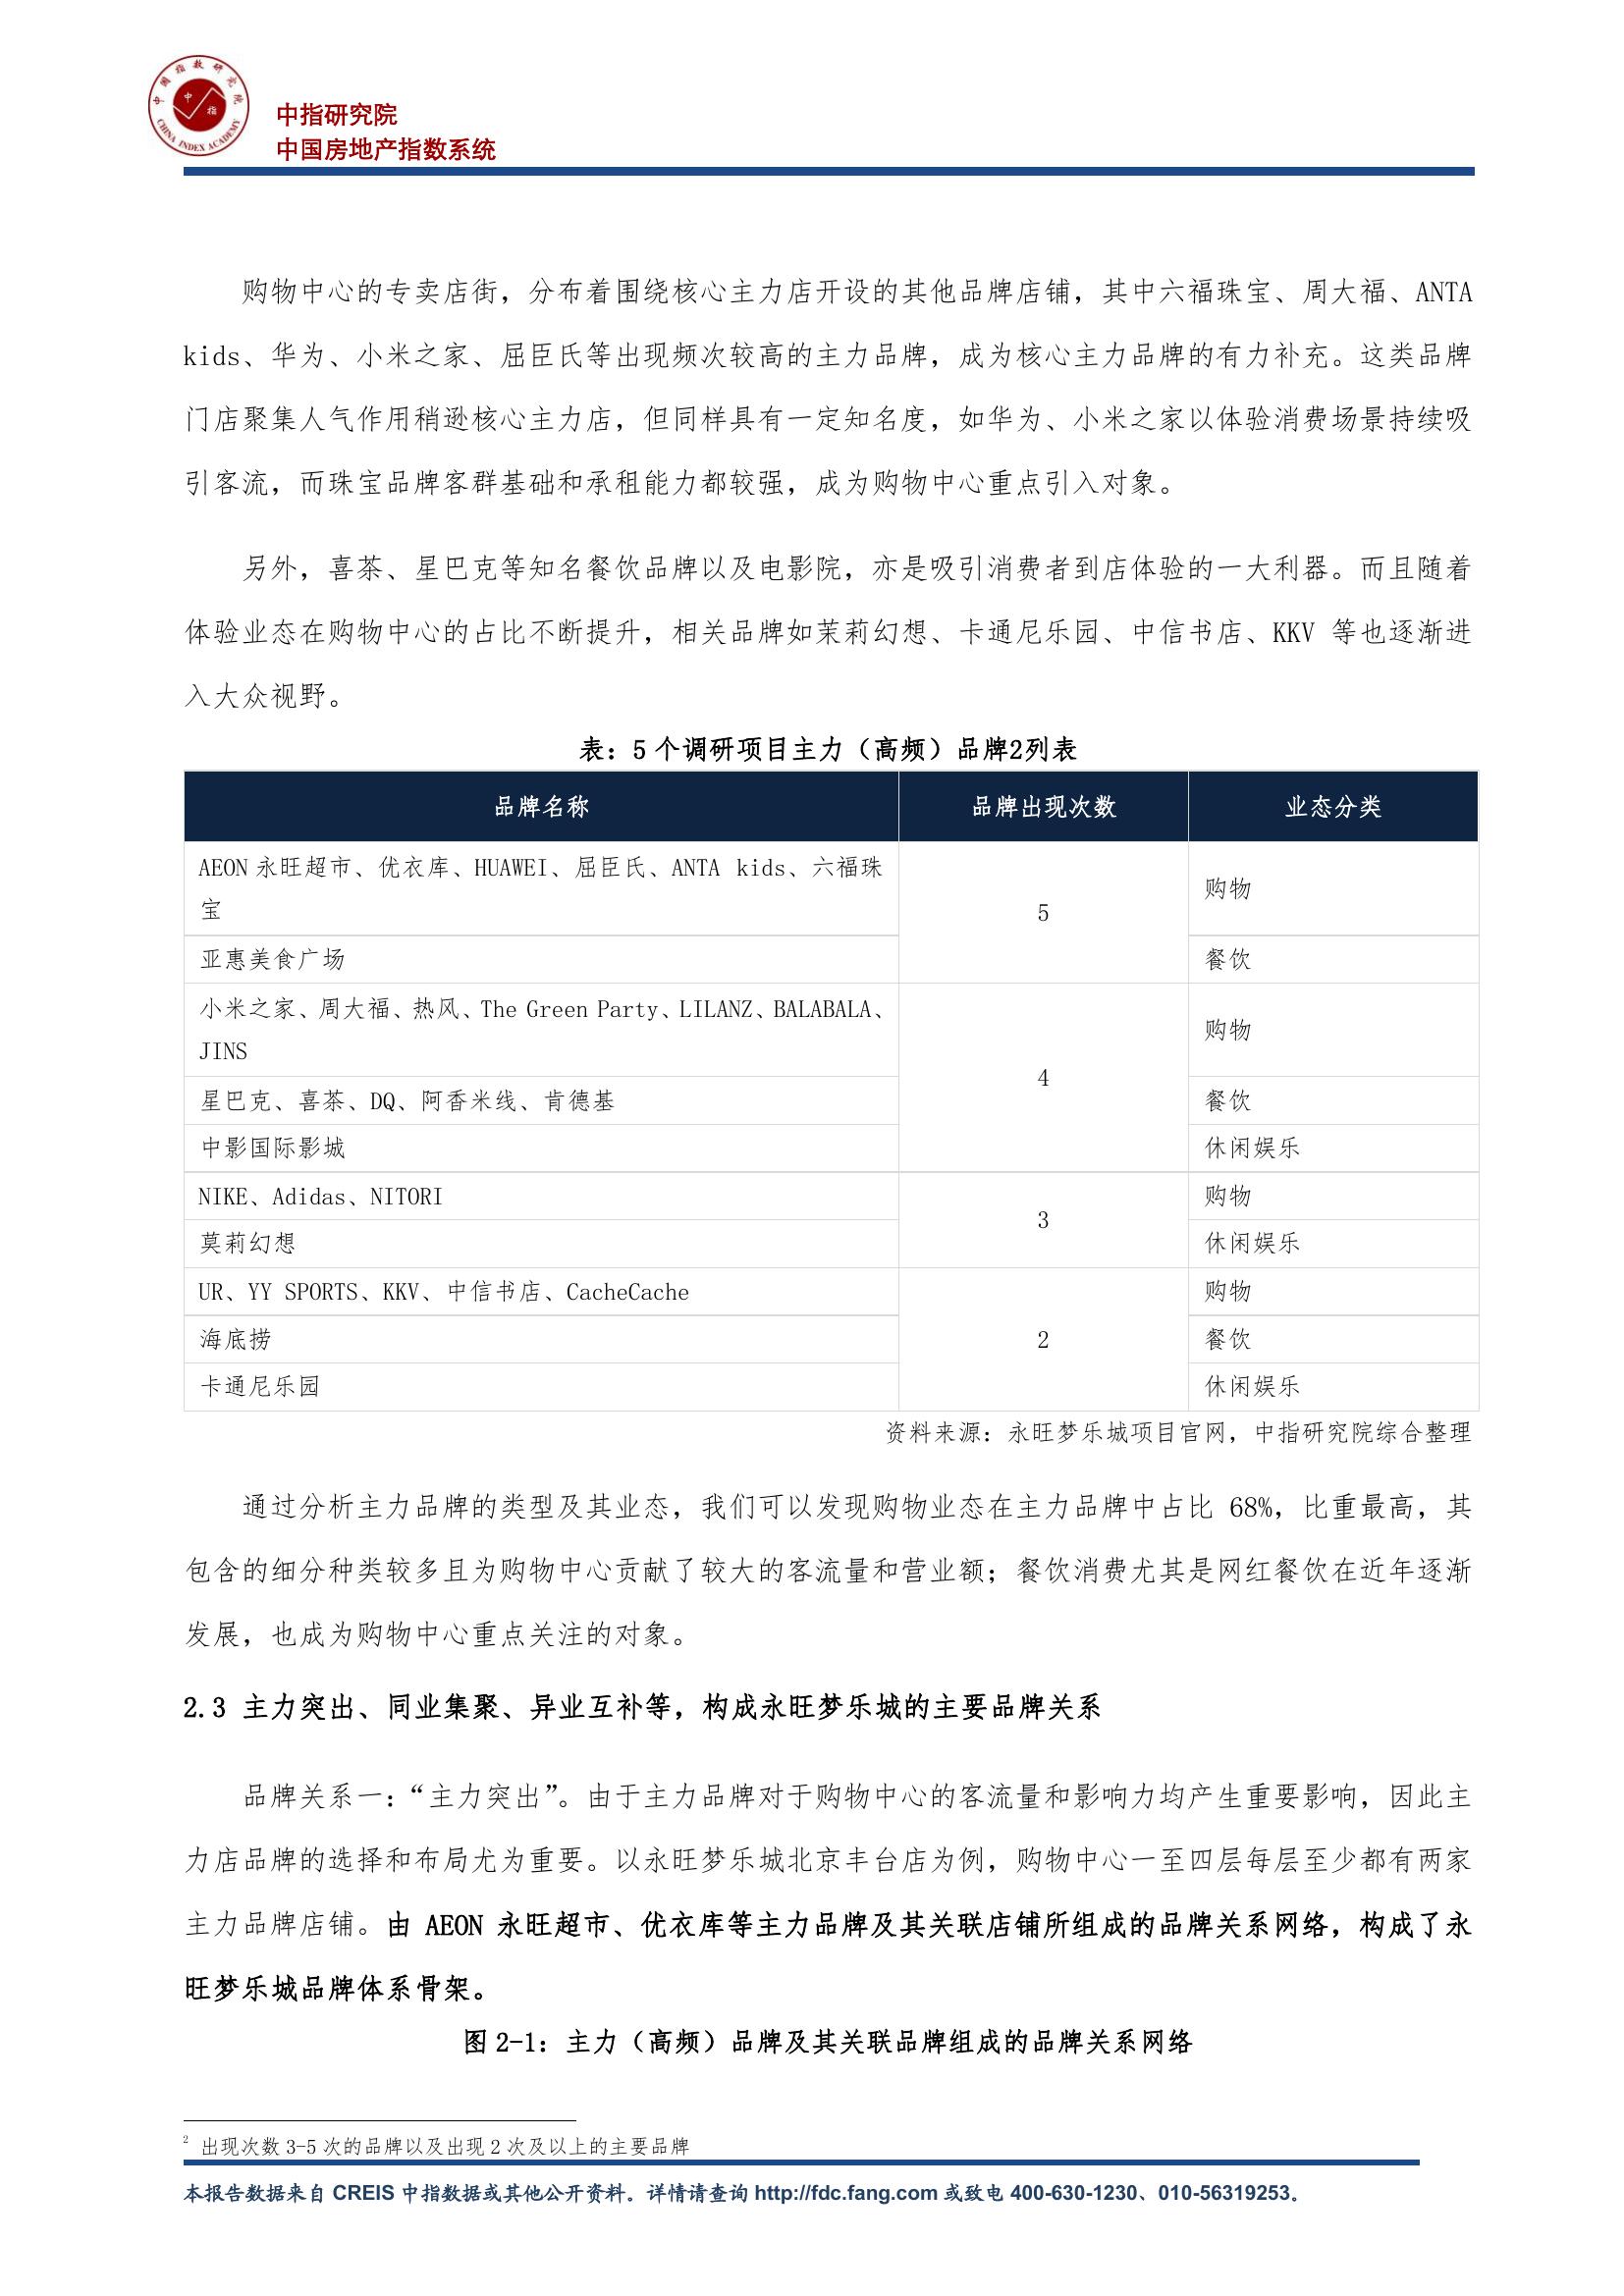 中国指数研究院
中 指
CHINA INDEX ACADEMY
中指研究院
中国房地产指数系统
购物中心的专卖店街，分布着围绕核心主力店开设的其他品牌店铺，其中六福珠宝、周大福、ANTA
kids、华为、小米之家、屈臣氏等出现频次较高的主力品牌，成为核心主力品牌的有力补充。这类品牌
门店聚集人气作用稍逊核心主力店，但同样具有一定知名度，如华为、小米之家以体验消费场景持续吸
引客流，而珠宝品牌客群基础和承租能力都较强，成为购物中心重点引入对象。
另外，喜茶、星巴克等知名餐饮品牌以及电影院，亦是吸引消费者到店体验的一大利器。而且随着
体验业态在购物中心的占比不断提升，相关品牌如茉莉幻想、卡通尼乐园、中信书店、KKV 等也逐渐进
入大众视野。
表：5 个调研项目主力（高频）品牌2列表
品牌名称 品牌出现次数 业态分类
AEON 永旺超市、优衣库、HUAWEI、屈臣氏、ANTA kids、六福珠
宝
5
购物
亚惠美食广场 餐饮
小米之家、周大福、热风、The Green Party、LILANZ、BALABALA、
JINS
4
购物
星巴克、喜茶、DQ、阿香米线、肯德基 餐饮
中影国际影城 休闲娱乐
NIKE、Adidas、NITORI 3 购物
莫莉幻想 休闲娱乐
UR、YY SPORTS、KKV、中信书店、CacheCache 购物
海底捞 2 餐饮
卡通尼乐园 休闲娱乐
资料来源：永旺梦乐城项目官网，中指研究院综合整理
通过分析主力品牌的类型及其业态，我们可以发现购物业态在主力品牌中占比 68%，比重最高，其
包含的细分种类较多且为购物中心贡献了较大的客流量和营业额；餐饮消费尤其是网红餐饮在近年逐渐
发展，也成为购物中心重点关注的对象。
2.3 主力突出、同业集聚、异业互补等，构成永旺梦乐城的主要品牌关系
品牌关系一：“主力突出”。由于主力品牌对于购物中心的客流量和影响力均产生重要影响，因此主
力店品牌的选择和布局尤为重要。以永旺梦乐城北京丰台店为例，购物中心一至四层每层至少都有两家
主力品牌店铺。由 AEON 永旺超市、优衣库等主力品牌及其关联店铺所组成的品牌关系网络，构成了永
旺梦乐城品牌体系骨架。
图 2-1：主力（高频）品牌及其关联品牌组成的品牌关系网络
2 出现次数 3-5 次的品牌以及出现 2 次及以上的主要品牌
本报告数据来自 CREIS 中指数据或其他公开资料。详情请查询 http://fdc.fang.com 或致电 400-630-1230、010-56319253。